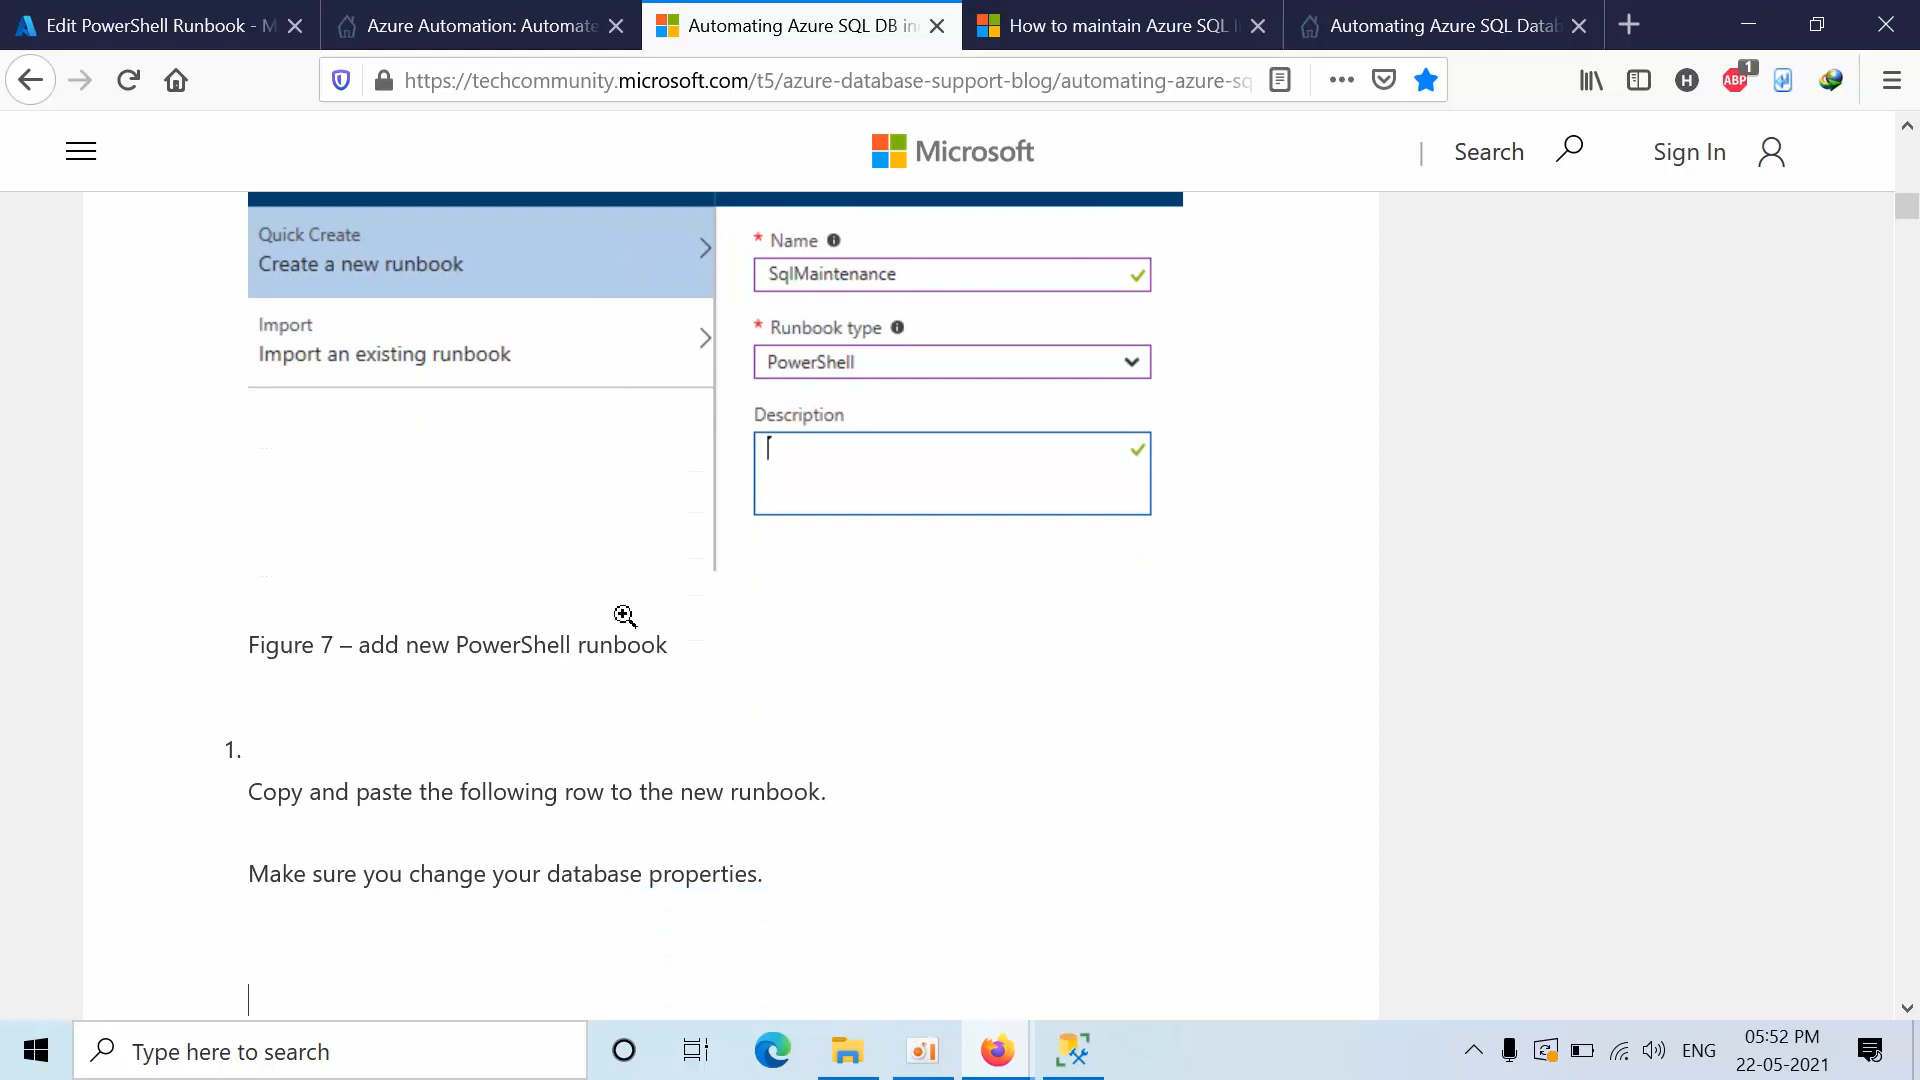 Edit PowerShell Runbook - M
Azure Automation: Automate
Automating Azure SQL DB in
How to maintain Azure SQL I
Automating Azure SQL Datab
https://techcommunity.microsoft.com/t5/azure-database-support-blog/automating-azure-sq
H
ABP
1
Microsoft
Search
Sign In
Quick Create
Create a new runbook
Import
Import an existing runbook
* Name
SqlMaintenance
* Runbook type
PowerShell
Description
Figure 7 – add new PowerShell runbook
1.
Copy and paste the following row to the new runbook.
Make sure you change your database properties.
Type here to search
ENG
05:52 PM
22-05-2021